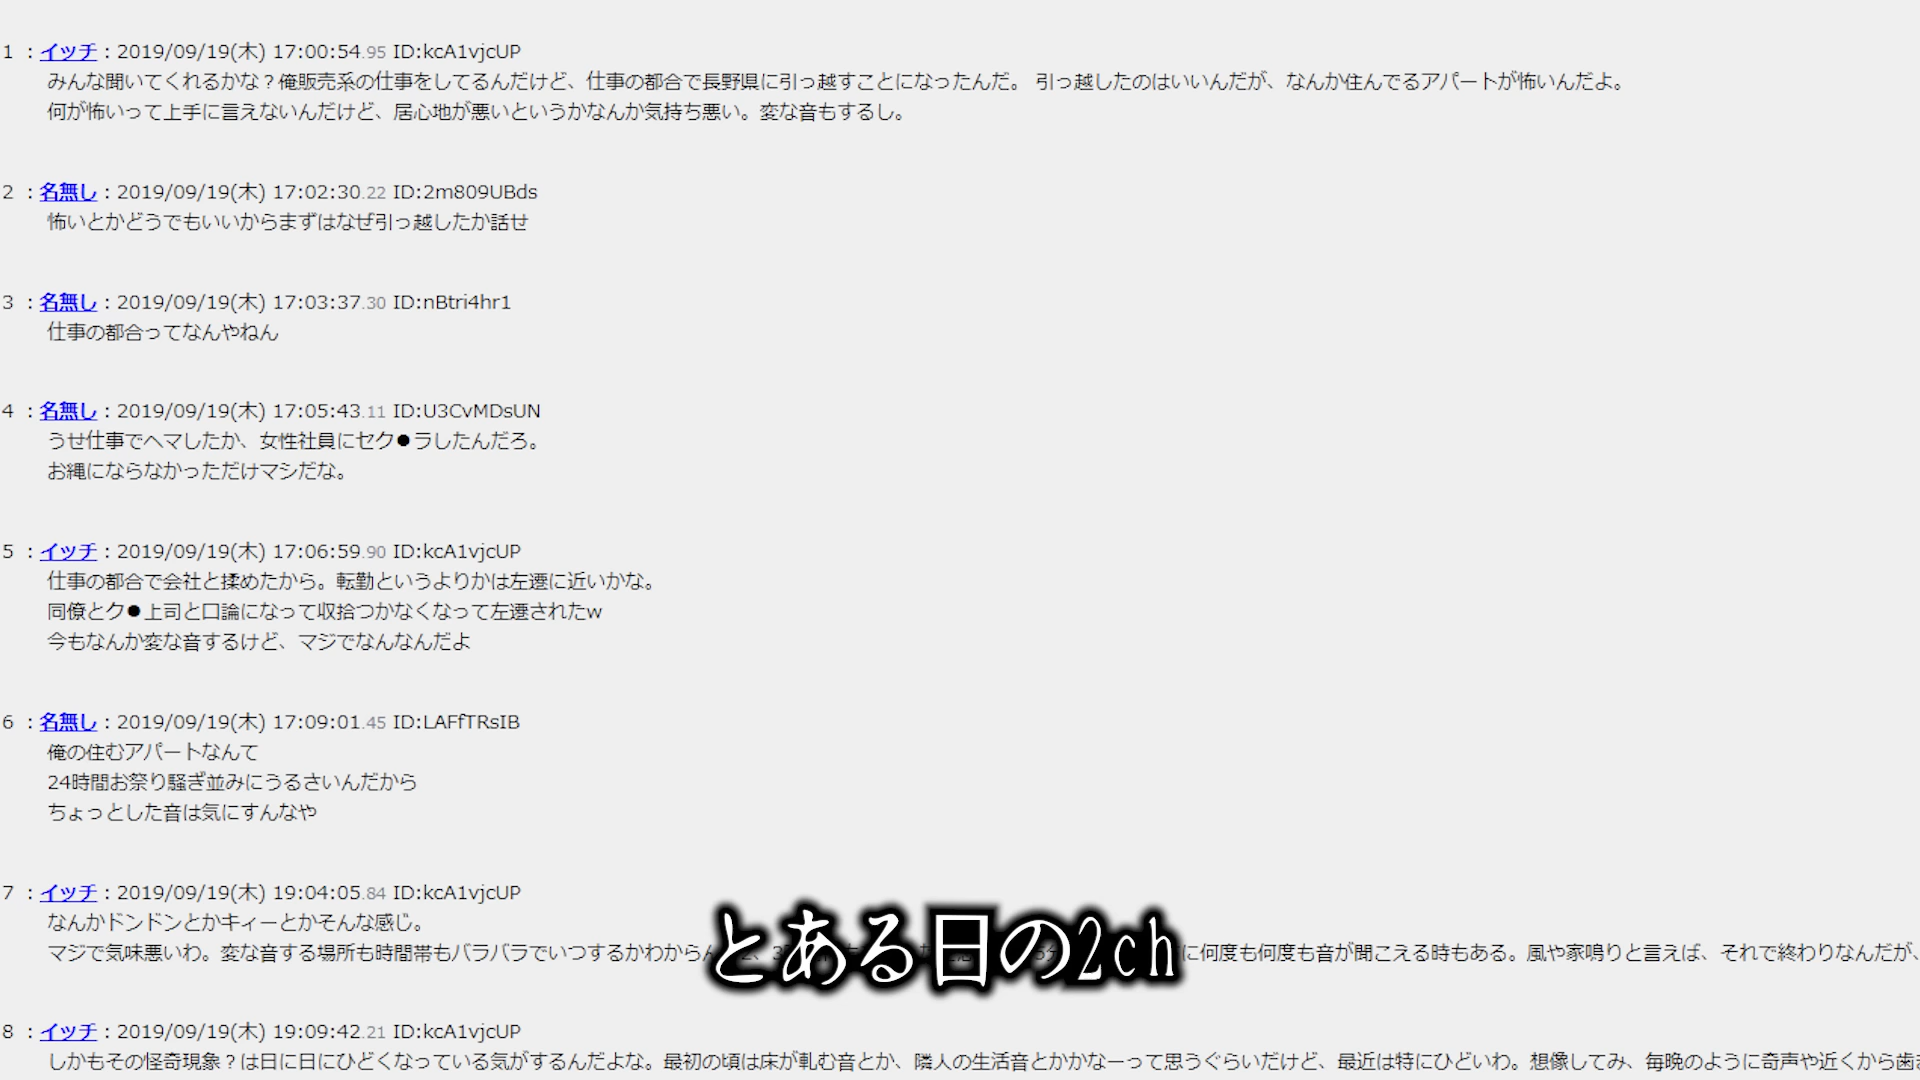 1 ：イッチ：2019/09/19(木) 17:00:54.95 ID:kcA1vjcUP
みんな聞いてくれるかな？俺販売系の仕事をしてるんだけど、仕事の都合で長野県に引っ越すことになったんだ。 引っ越したのはいいんだが、なんか住んでるアパートが怖いんだよ。
何が怖いって上手に言えないんだけど、居心地が悪いというかなんか気持ち悪い。変な音もするし。
2 ：名無し：2019/09/19(木) 17:02:30.22 ID:2m809UBds
怖いとかどうでもいいからまずはなぜ引っ越したか話せ
3 ：名無し：2019/09/19(木) 17:03:37.30 ID:nBtri4hr1
仕事の都合ってなんやねん
4 ：名無し：2019/09/19(木) 17:05:43.11 ID:U3CvMDsUN
うせ仕事でヘマしたか、女性社員にセク●ラしたんだろ。
お縄にならなかっただけマシだな。
5 ：イッチ：2019/09/19(木) 17:06:59.90 ID:kcA1vjcUP
仕事の都合で会社と揉めたから。転勤というよりかは左遷に近いかな。
同僚とク●上司と口論になって収拾つかなくなって左遷されたw
今もなんか変な音するけど、マジでなんなんだよ
6 ：名無し：2019/09/19(木) 17:09:01.45 ID:LAFfTRsIB
俺の住むアパートなんて
24時間お祭り騒ぎ並みにうるさいんだから
ちょっとした音は気にすんなや
7 ：イッチ：2019/09/19(木) 19:04:05.84 ID:kcA1vjcUP
なんかドンドンとかキィーとかそんな感じ。
マジで気味悪いわ。変な音する場所も時間帯もバラバラでいつするかわからん に何度も何度も音が聞こえる時もある。風や家鳴りと言えば、それで終わりなんだが、
とある日の2ch
8 ：イッチ：2019/09/19(木) 19:09:42.21 ID:kcA1vjcUP
しかもその怪奇現象？は日に日にひどくなっている気がするんだよな。最初の頃は床が軋む音とか、隣人の生活音とかかなーって思うぐらいだけど、最近は特にひどいわ。想像してみ、毎晩のように奇声や近くから歯